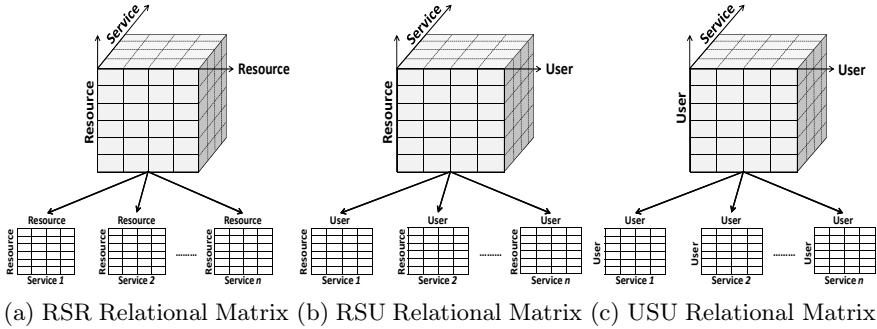 Service
Resource
Resource
Resource
Resource
Resource
Resource
Resource
Resource
Service 1
Service 2
........
Service n
(a) RSR Relational Matrix
Service
Resource
User
User
User
User
Resource
Resource
Resource
Service 1
Service 2
........
Service n
(b) RSU Relational Matrix
Service
User
User
User
User
User
User
User
User
Service 1
Service 2
........
Service n
(c) USU Relational Matrix